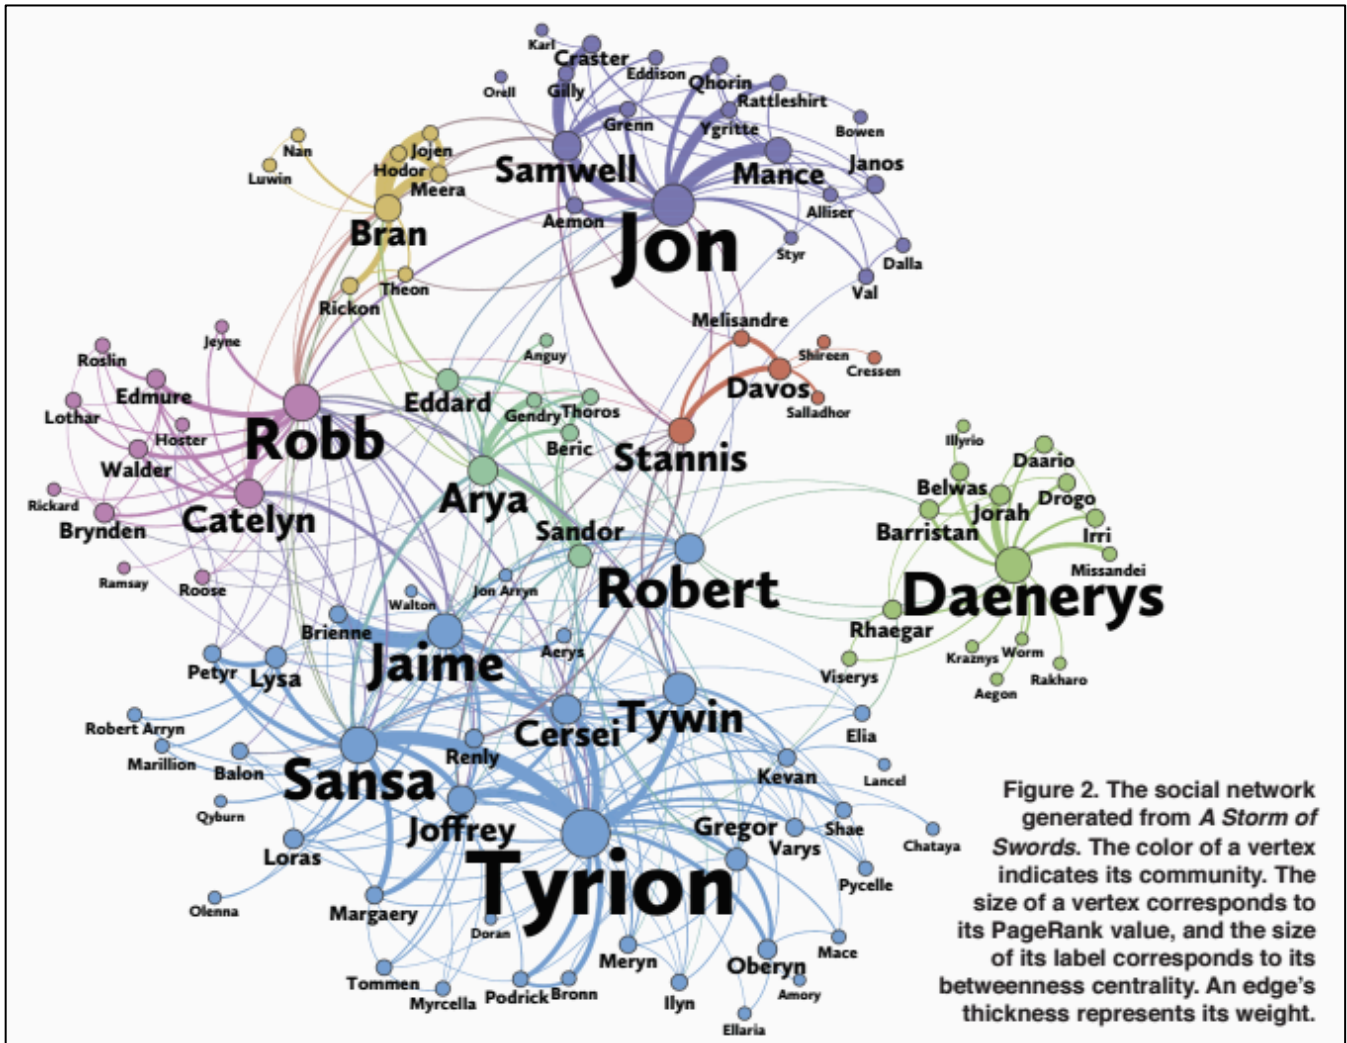 Karl
Craster
Eddison
Qhorin
Orell
Gilly
Rattleshirt
Grenn
Ygritte
Bowen
Nan
Jojen
Hodor
Luwin
Meera
Samwell
Mance
Janos
Aemon
Alliser
Bran
Jon
Styr
Dalla
Theon
Rickon
Val
Melisandre
Jeyne
Anguy
Shireen
Roslin
Cressen
Edmure
Eddard
Davos
Lothar
Gendry
Thoros
Salladhor
Hoster
Robb
Beric
Illyrio
Walder
Stannis
Daario
Belwas
Drogo
Rickard
Arya
Jorah
Catelyn
Brynden
Sandor
Barristan
Irri
Ramsay
Missandei
Roose
Jon Arryn
Robert
Daenerys
Walton
Brienne
Rhaegar
Aerys
Petyr
Lysa
Jaime
Kraznys
Worm
Viserys
Rakharo
Aegon
Robert Arryn
Cersei
Tywin
Elia
Marillion
Balon
Renly
Kevan
Lancel
Sansa
Qyburn
Joffrey
Gregor
Shae
Varys
Chataya
Loras
Tyrion
Pycelle
Olenna
Margaery
Doran
Mace
Meryn
Oberyn
Tommen
Myrcella
Podrick
Bronn
Ilyn
Amory
Ellaria
Figure 2. The social network
generated from A Storm of
Swords. The color of a vertex
indicates its community. The
size of a vertex corresponds to
its PageRank value, and the size
of its label corresponds to its
betweenness centrality. An edge's
thickness represents its weight.